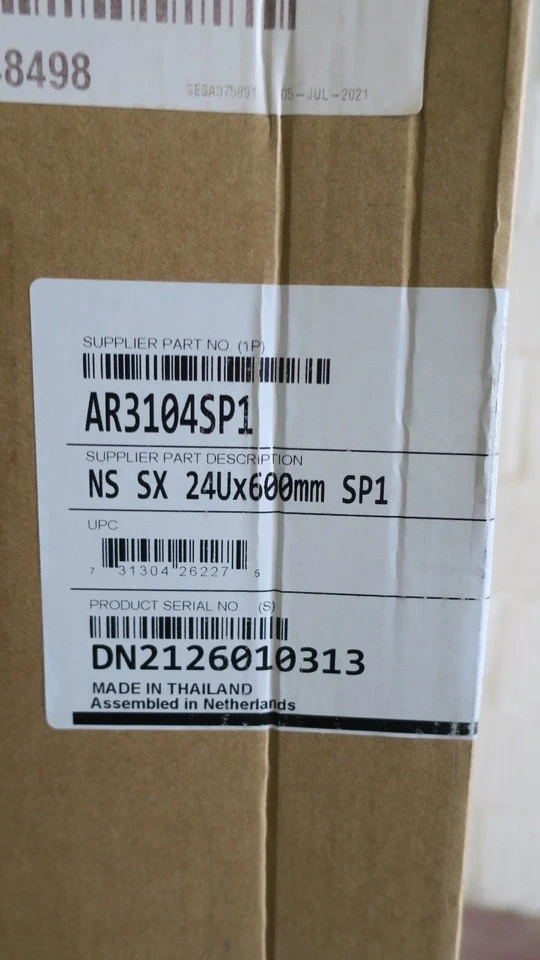 8498
SESA375891 05-JUL-2021
SUPPLIER PART NO (1P)
AR3104SP1
SUPPLIER PART DESCRIPTION
NS SX 24Ux600mm SP1
UPC
7 31304 26227 5
PRODUCT SERIAL NO (S)
DN2126010313
MADE IN THAILAND
Assembled in Netherlands